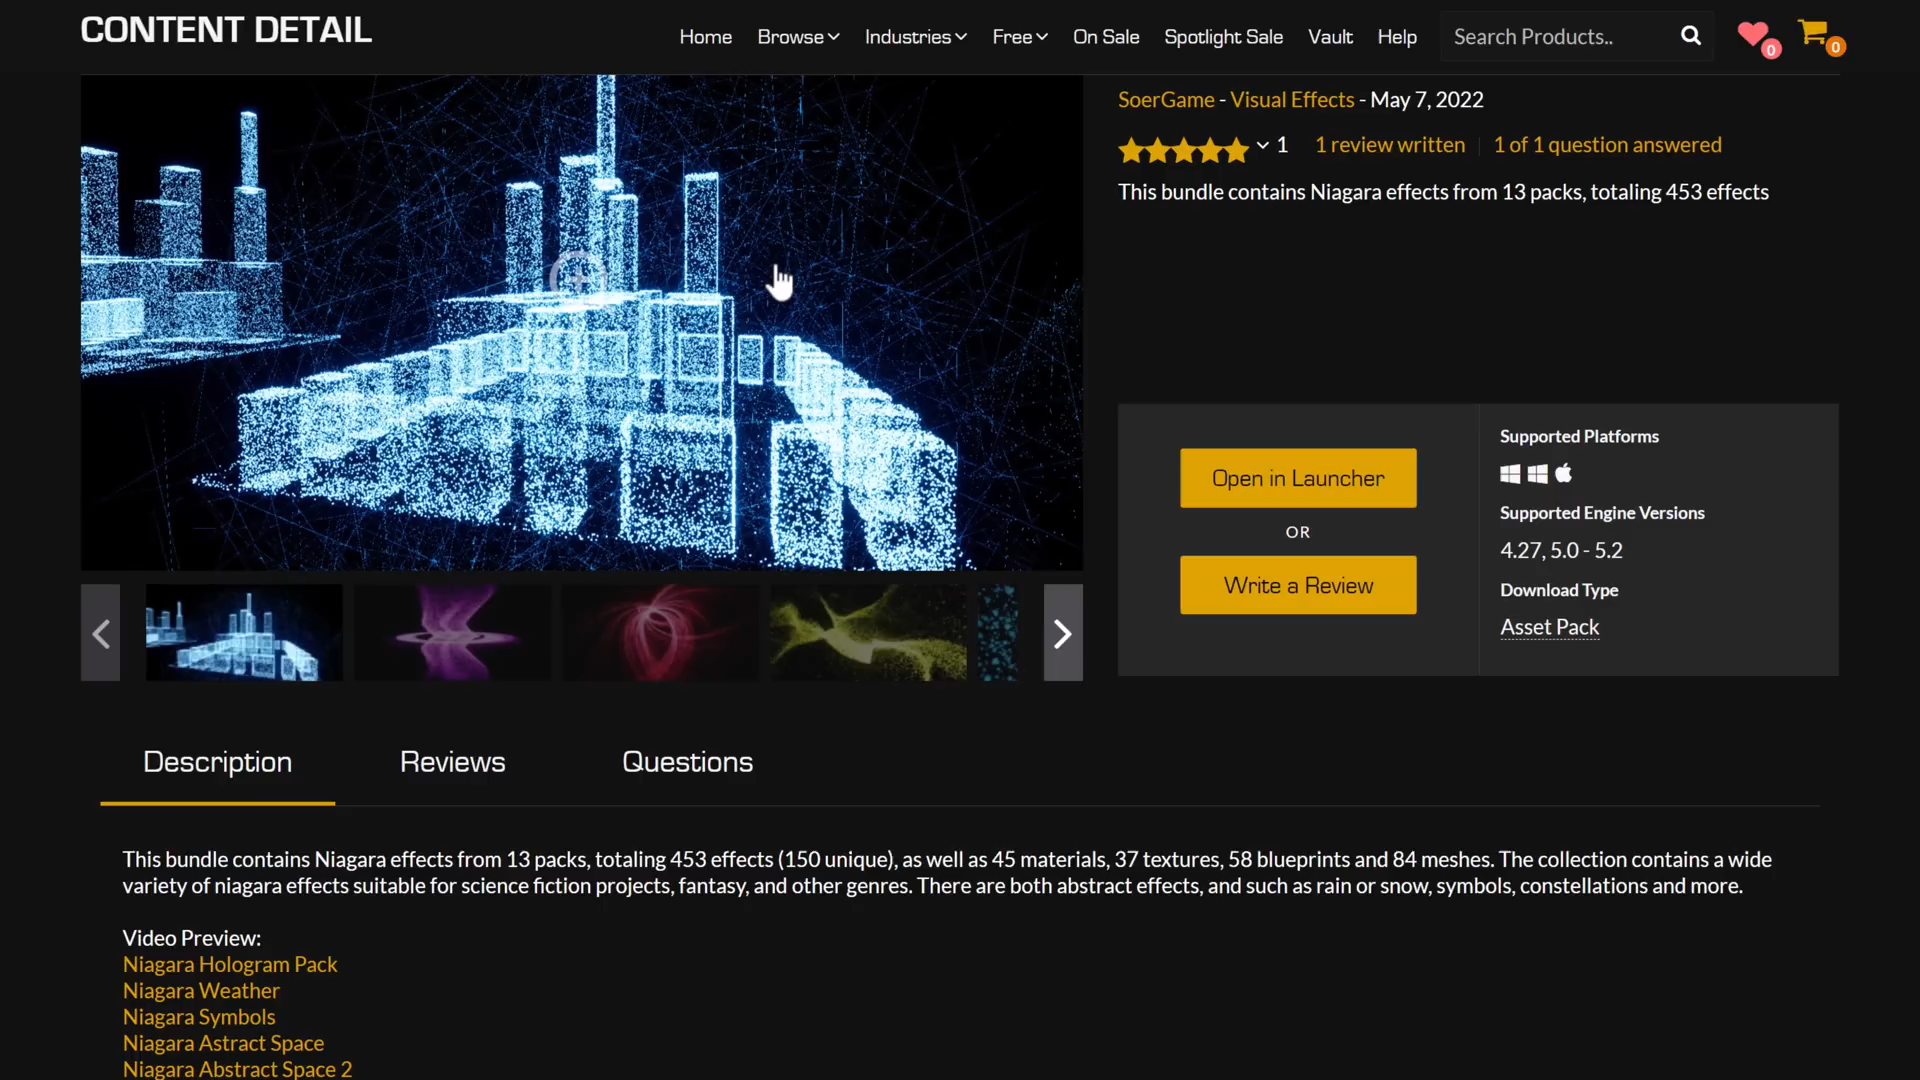 CONTENT DETAIL
Home Browse Industries Free On Sale Spotlight Sale Vault Help Search Products.. 0 0
SoerGame - Visual Effects - May 7, 2022
1 1 review written 1 of 1 question answered
This bundle contains Niagara effects from 13 packs, totaling 453 effects
Open in Launcher
OR
Write a Review
Supported Platforms
Supported Engine Versions
4.27, 5.0 - 5.2
Download Type
Asset Pack
Description Reviews Questions
This bundle contains Niagara effects from 13 packs, totaling 453 effects (150 unique), as well as 45 materials, 37 textures, 58 blueprints and 84 meshes. The collection contains a wide
variety of niagara effects suitable for science fiction projects, fantasy, and other genres. There are both abstract effects, and such as rain or snow, symbols, constellations and more.
Video Preview:
Niagara Hologram Pack
Niagara Weather
Niagara Symbols
Niagara Astract Space
Niagara Abstract Space 2